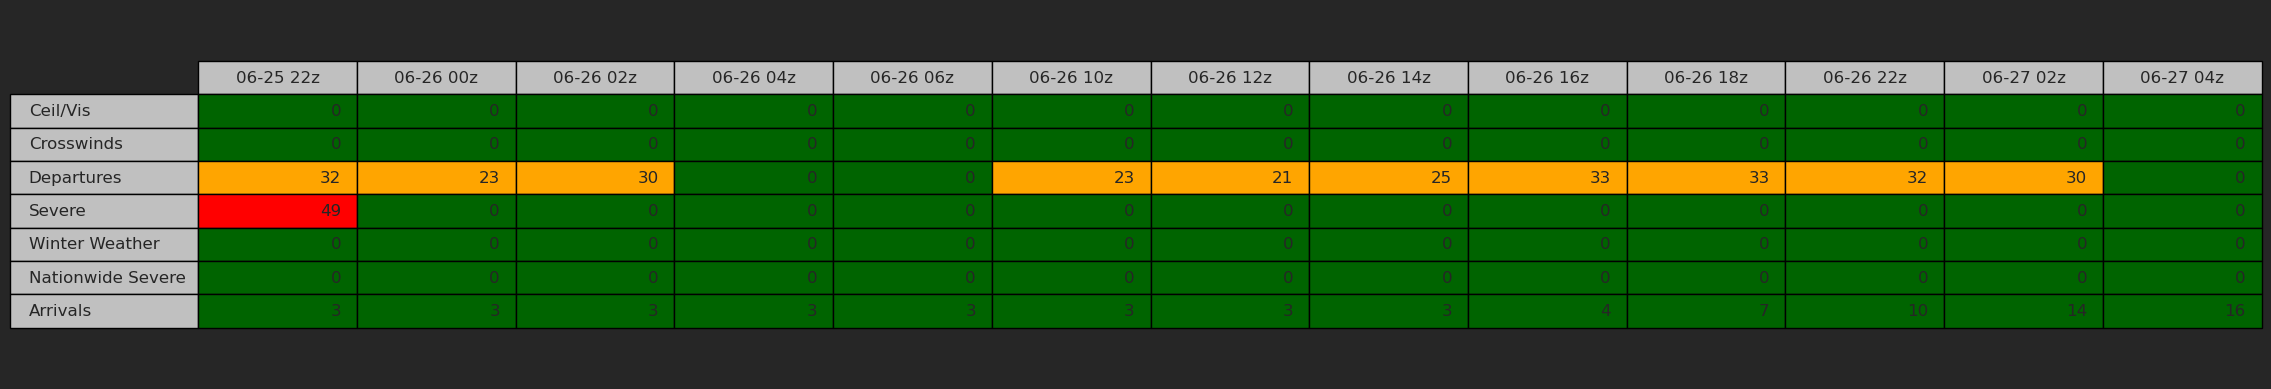 06-25 22z 06-26 00z 06-26 02z 06-26 04z 06-26 06z 06-26 10z 06-26 12z 06-26 14z 06-26 16z 06-26 18z 06-26 22z 06-27 02z 06-27 04z
Ceil/Vis 0 0 0 0 0 0 0 0 0 0 0 0 0
Crosswinds 0 0 0 0 0 0 0 0 0 0 0 0 0
Departures 32 23 30 0 0 23 21 25 33 33 32 30 0
Severe 49 0 0 0 0 0 0 0 0 0 0 0 0
Winter Weather 0 0 0 0 0 0 0 0 0 0 0 0 0
Nationwide Severe 0 0 0 0 0 0 0 0 0 0 0 0 0
Arrivals 3 3 3 3 3 3 3 3 4 7 10 14 16